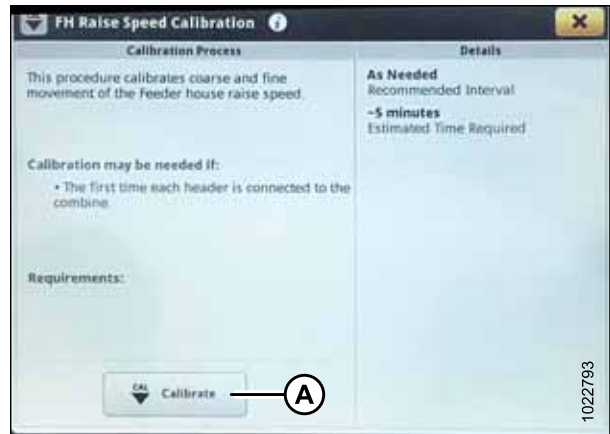 FH Raise Speed Calibration i
Calibration Process
This procedure calibrates coarse and fine
movement of the Feeder house raise speed.
Calibration may be needed if:
• The first time each header is connected to the
combine.
Requirements:
CAL Calibrate
A
Details
As Needed
Recommended Interval
~5 minutes
Estimated Time Required
1022793